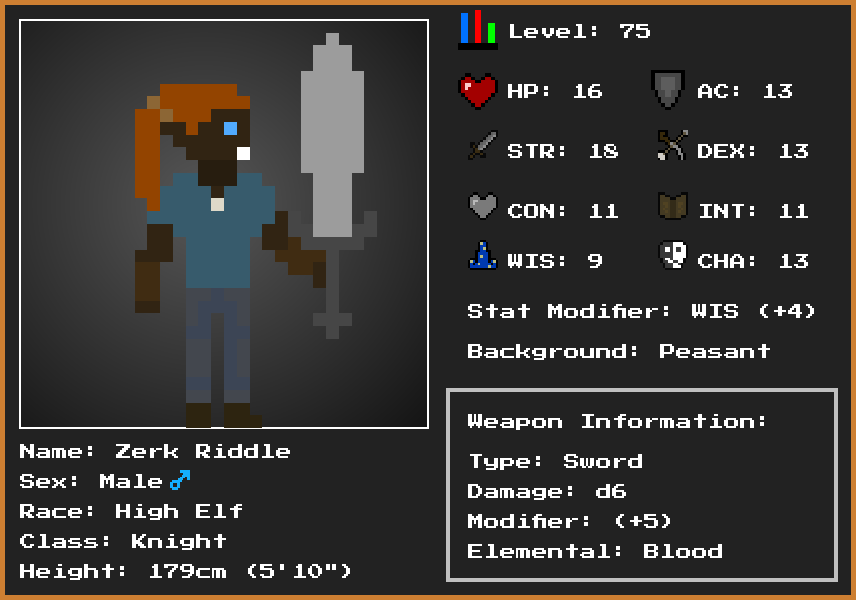 Level: 75
HP: 16 AC: 13
STR: 18 DEX: 13
CON: 11 INT: 11
WIS: 9 CHA: 13
Stat Modifier: WIS (+4)
Background: Peasant
Weapon Information:
Type: Sword
Damage: d6
Modifier: (+5)
Elemental: Blood
Name: Zerk Riddle
Sex: Male♂
Race: High Elf
Class: Knight
Height: 179cm (5'10")